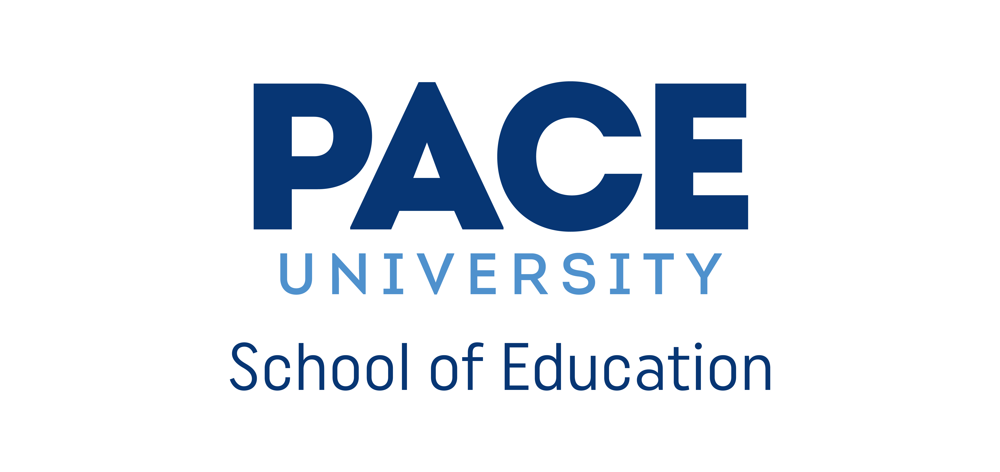 PACE
UNIVERSITY
School of Education